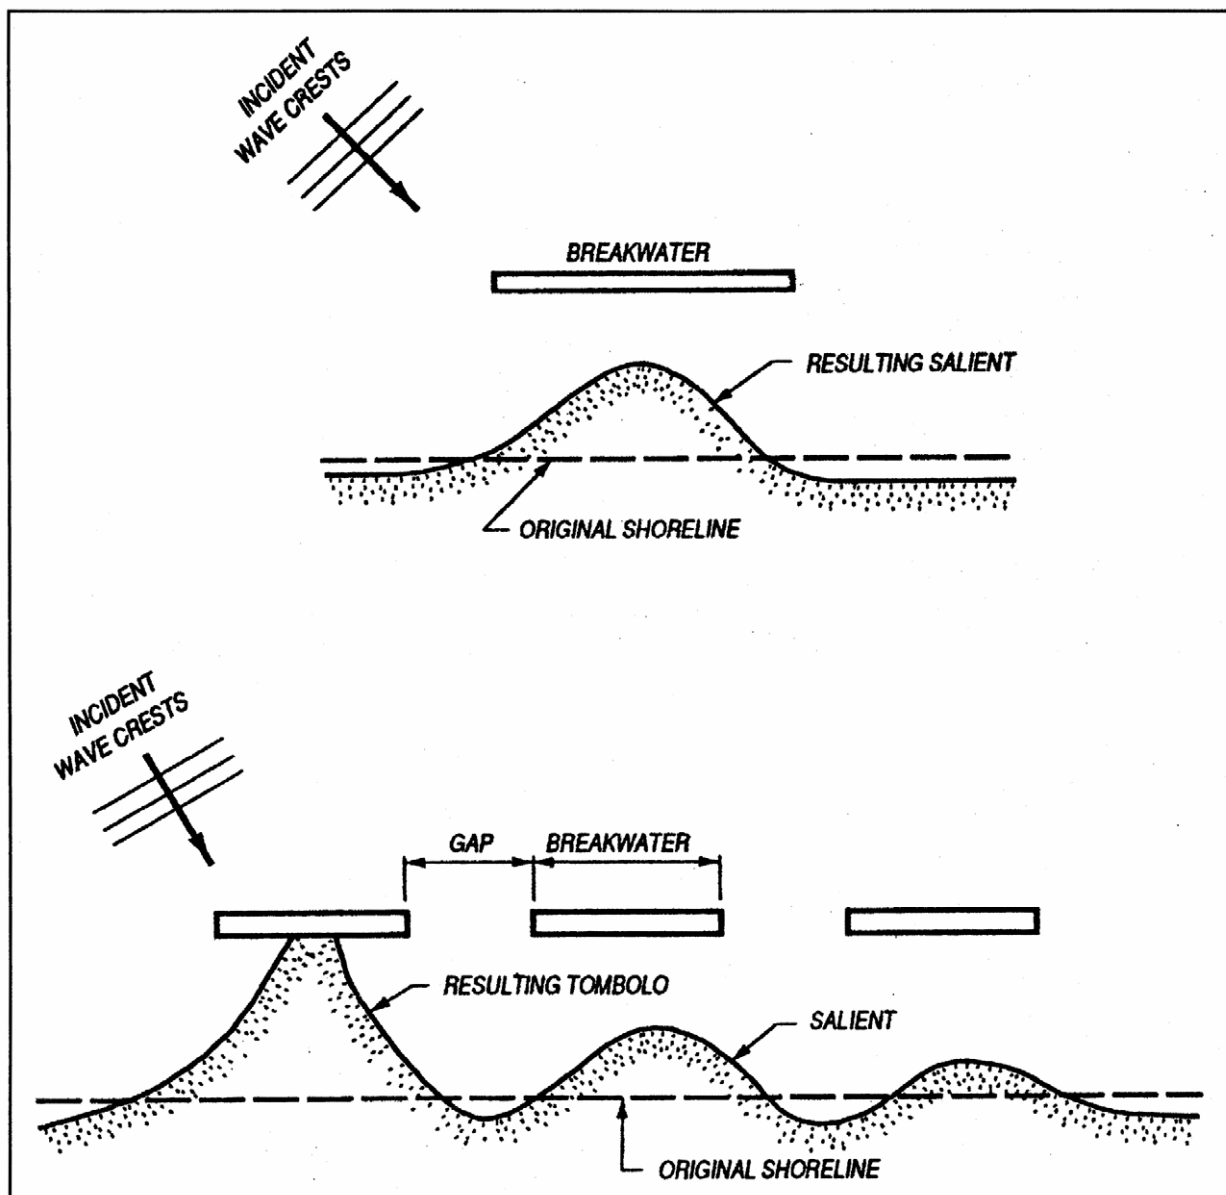 INCIDENT
WAVE CRESTS
BREAKWATER
RESULTING SALIENT
ORIGINAL SHORELINE
INCIDENT
WAVE CRESTS
GAP
BREAKWATER
RESULTING TOMBOLO
SALIENT
ORIGINAL SHORELINE